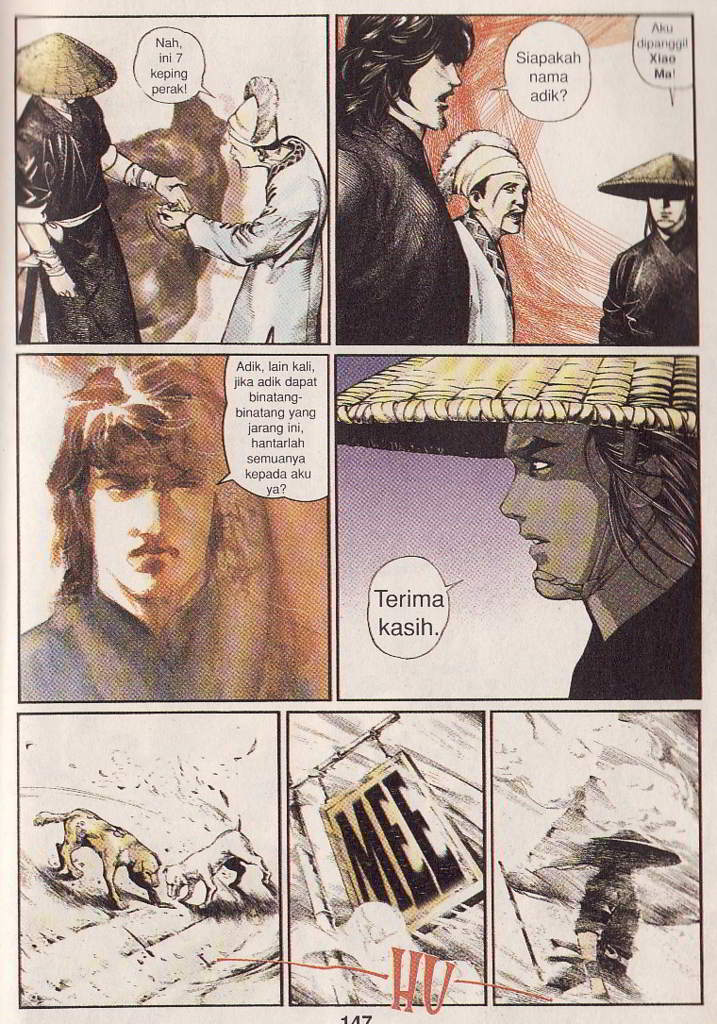 Nah,
ini 7
keping
perak!
Siapakah
nama
adik?
Aku
dipanggil
Xiao
Ma!
Adik, lain kali,
jika adik dapat
binatang-
binatang yang
jarang ini,
hantarlah
semuanya
kepada aku
ya?
Terima
kasih.
MEE
HU
147